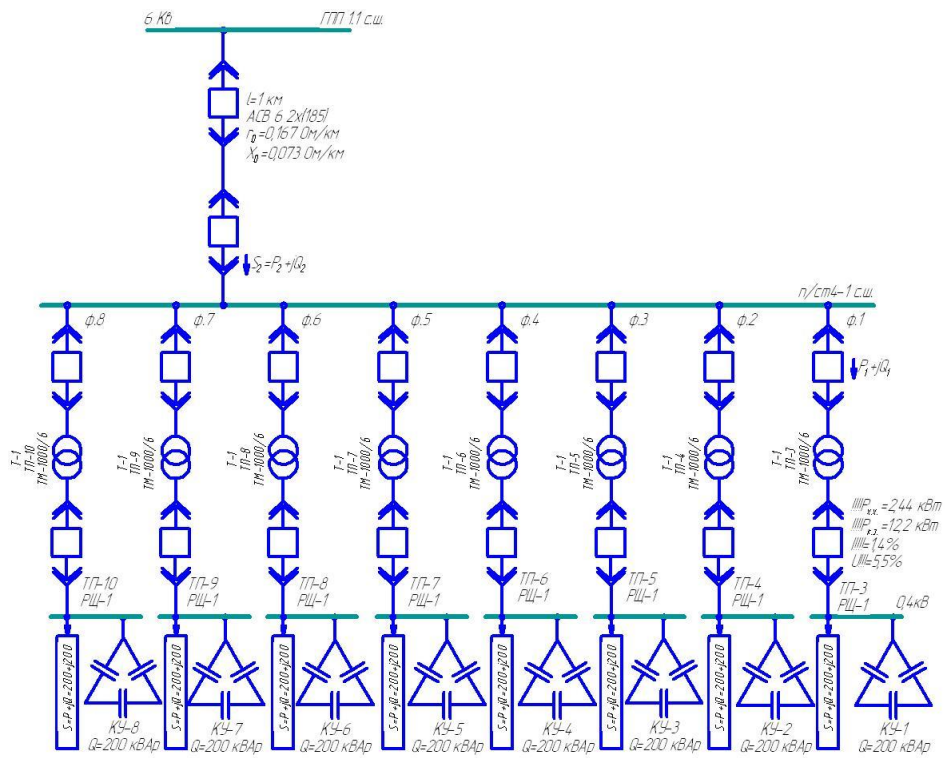 6 Кв
ГПП 1.1 с.ш.
l=1 км
АСВ 6 2х(185)
r₀=0,167 Ом/км
X₀=0,073 Ом/км
S₂=P₂+jQ₂
п/ст4-1 с.ш.
ф.8
ф.7
ф.6
ф.5
ф.4
ф.3
ф.2
ф.1
P₁+jQ₁
Т-1
ТП-10
ТМ-1000/6
Т-1
ТП-9
ТМ-1000/6
Т-1
ТП-8
ТМ-1000/6
Т-1
ТП-7
ТМ-1000/6
Т-1
ТП-6
ТМ-1000/6
Т-1
ТП-5
ТМ-1000/6
Т-1
ТП-4
ТМ-1000/6
Т-1
ТП-3
ТМ-1000/6
P х.х. =2,44 кВт
P к.з. =12,2 кВт
=1,4%
U =5,5%
ТП-10
РЩ-1
ТП-9
РЩ-1
ТП-8
РЩ-1
ТП-7
РЩ-1
ТП-6
РЩ-1
ТП-5
РЩ-1
ТП-4
РЩ-1
ТП-3
РЩ-1
0,4кВ
S=P+jQ=200+j200
S=P+jQ=200+j200
S=P+jQ=200+j200
S=P+jQ=200+j200
S=P+jQ=200+j200
S=P+jQ=200+j200
S=P+jQ=200+j200
S=P+jQ=200+j200
КУ-8
Q=200 кВАр
КУ-7
Q=200 кВАр
КУ-6
Q=200 кВАр
КУ-5
Q=200 кВАр
КУ-4
Q=200 кВАр
КУ-3
Q=200 кВАр
КУ-2
Q=200 кВАр
КУ-1
Q=200 кВАр